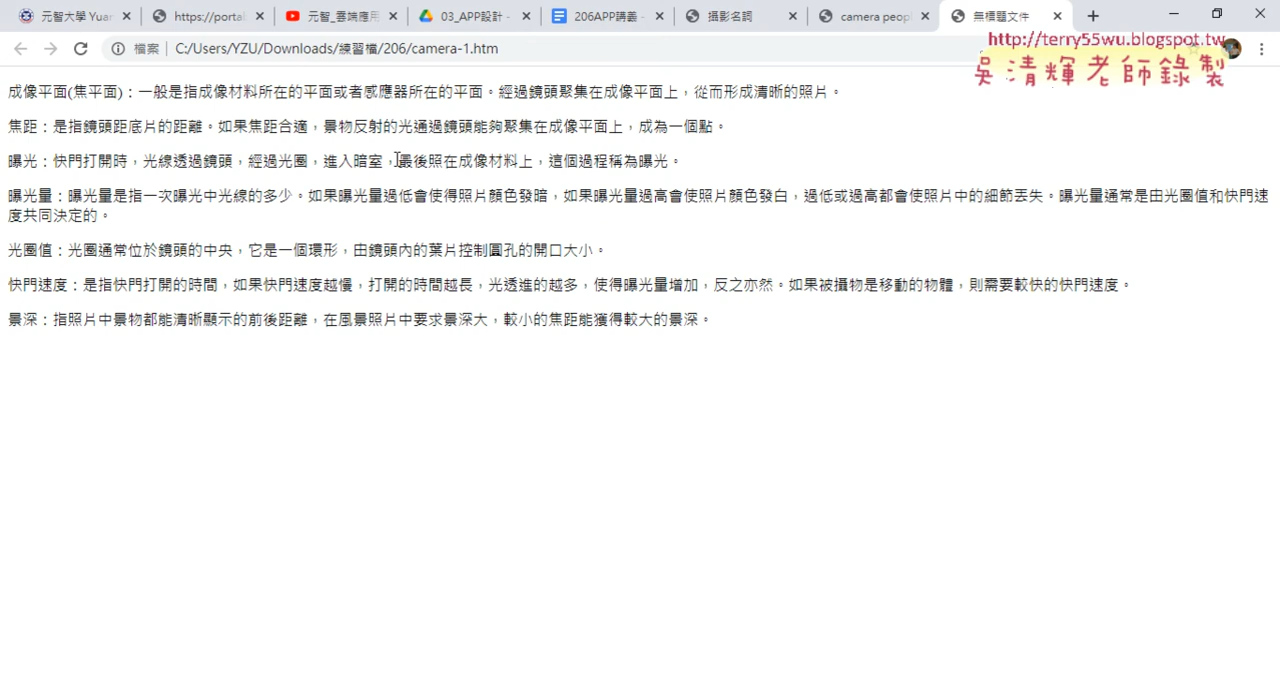 元智大學 Yuan
https://portal
元智_雲端應用
03_APP設計 -
206APP講義 -
攝影名詞
camera peopl
無標題文件
檔案
C:/Users/YZU/Downloads/練習檔/206/camera-1.htm
http://terry55wu.blogspot.tw
吳清輝老師錄製
成像平面(焦平面)：一般是指成像材料所在的平面或者感應器所在的平面。經過鏡頭聚集在成像平面上，從而形成清晰的照片。
焦距：是指鏡頭距底片的距離。如果焦距合適，景物反射的光通過鏡頭能夠聚集在成像平面上，成為一個點。
曝光：快門打開時，光線透過鏡頭，經過光圈，進入暗室，最後照在成像材料上，這個過程稱為曝光。
曝光量：曝光量是指一次曝光中光線的多少。如果曝光量過低會使得照片顏色發暗，如果曝光量過高會使照片顏色發白，過低或過高都會使照片中的細節丟失。曝光量通常是由光圈值和快門速
度共同決定的。
光圈值：光圈通常位於鏡頭的中央，它是一個環形，由鏡頭內的葉片控制圓孔的開口大小。
快門速度：是指快門打開的時間，如果快門速度越慢，打開的時間越長，光透進的越多，使得曝光量增加，反之亦然。如果被攝物是移動的物體，則需要較快的快門速度。
景深：指照片中景物都能清晰顯示的前後距離，在風景照片中要求景深大，較小的焦距能獲得較大的景深。